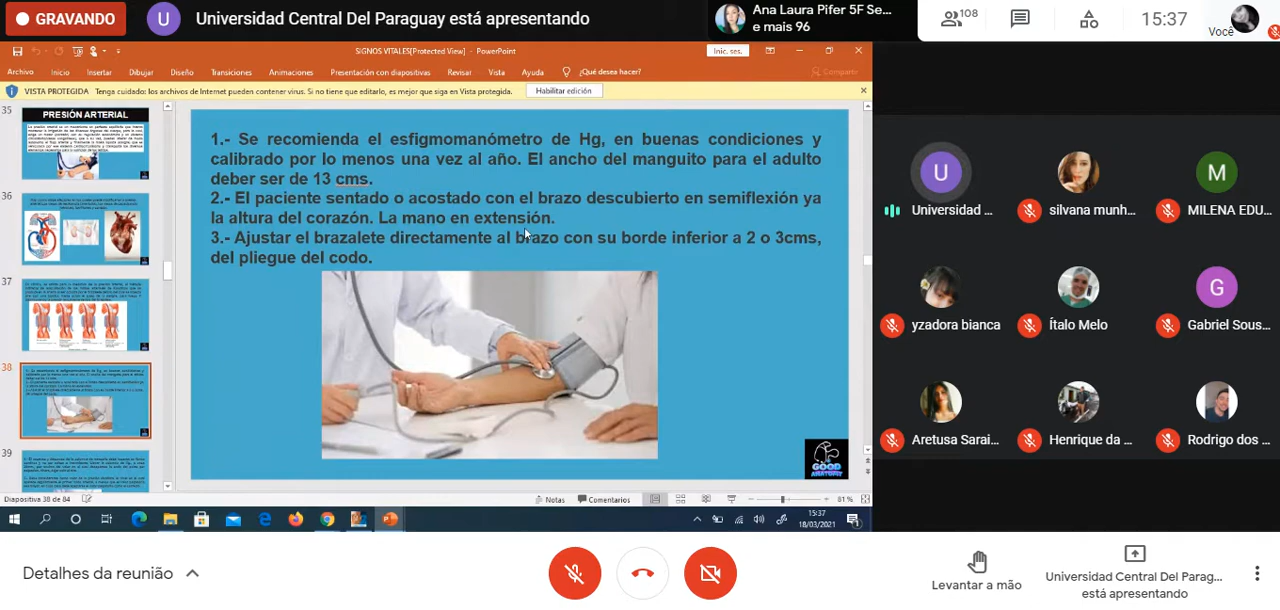 GRAVANDO
U
Universidad Central Del Paraguay está apresentando
Ana Laura Pifer 5F Se...
e mais 96
108
15:37
Você
SIGNOS VITALES[Protected View] - PowerPoint
Inic. ses.
Archivo
Inicio
Insertar
Dibujar
Diseño
Transiciones
Animaciones
Presentación con diapositivas
Revisar
Vista
Ayuda
¿Qué desea hacer?
Compartir
VISTA PROTEGIDA
Tenga cuidado: los archivos de Internet pueden contener virus. Si no tiene que editarlo, es mejor que siga en Vista protegida.
Habilitar edición
35
PRESIÓN ARTERIAL
36
37
38
39
1.- Se recomienda el esfigmomanómetro de Hg, en buenas condiciones y
calibrado por lo menos una vez al año. El ancho del manguito para el adulto
deber ser de 13 cms.
2.- El paciente sentado o acostado con el brazo descubierto en semiflexión ya
la altura del corazón. La mano en extensión.
3.- Ajustar el brazalete directamente al brazo con su borde inferior a 2 o 3cms,
del pliegue del codo.
GOOD
ANATOMY
Diapositiva 38 de 84
Notas
Comentarios
81 %
15:37
18/03/2021
U
Universidad ...
silvana munh...
M
MILENA EDU...
yzadora bianca
Ítalo Melo
G
Gabriel Sous...
Aretusa Sarai...
Henrique da ...
Rodrigo dos ...
Detalhes da reunião
Levantar a mão
Universidad Central Del Parag...
está apresentando